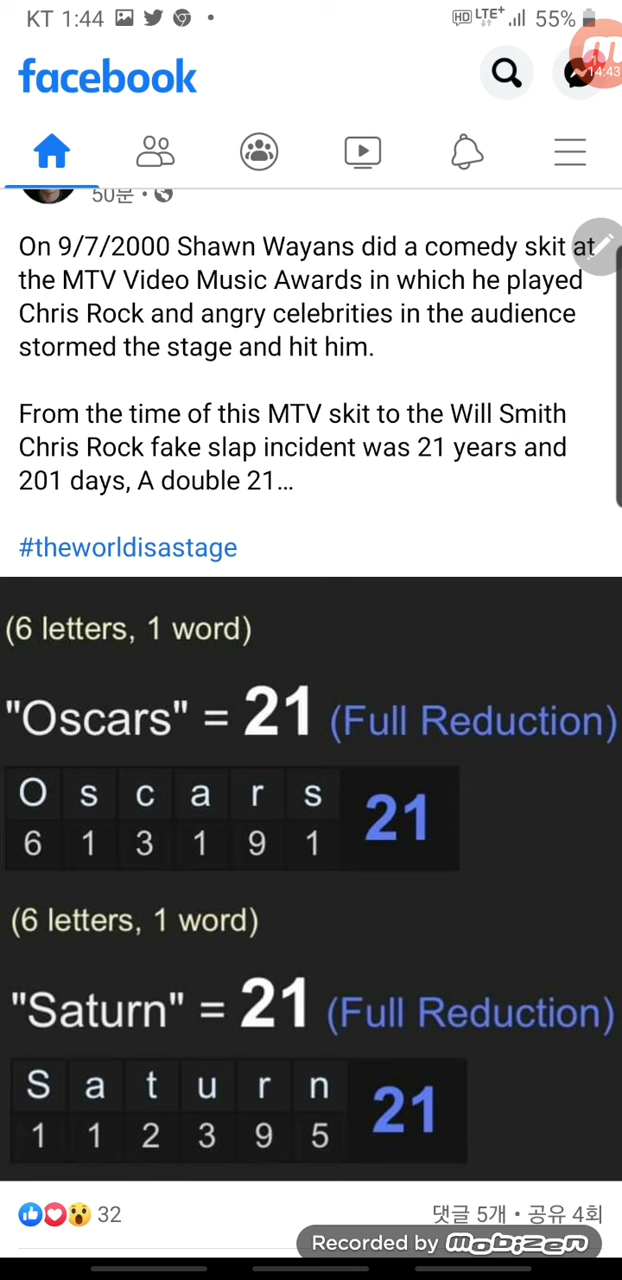 KT 1:44 HD LTE+ 55%
14:43
facebook
50분
On 9/7/2000 Shawn Wayans did a comedy skit at
the MTV Video Music Awards in which he played
Chris Rock and angry celebrities in the audience
stormed the stage and hit him.
From the time of this MTV skit to the Will Smith
Chris Rock fake slap incident was 21 years and
201 days, A double 21...
#theworldisastage
(6 letters, 1 word)
"Oscars" = 21 (Full Reduction)
O s c a r s 21
6 1 3 1 9 1
(6 letters, 1 word)
"Saturn" = 21 (Full Reduction)
S a t u r n 21
1 1 2 3 9 5
32 댓글 5개 • 공유 4회
Recorded by mobizen